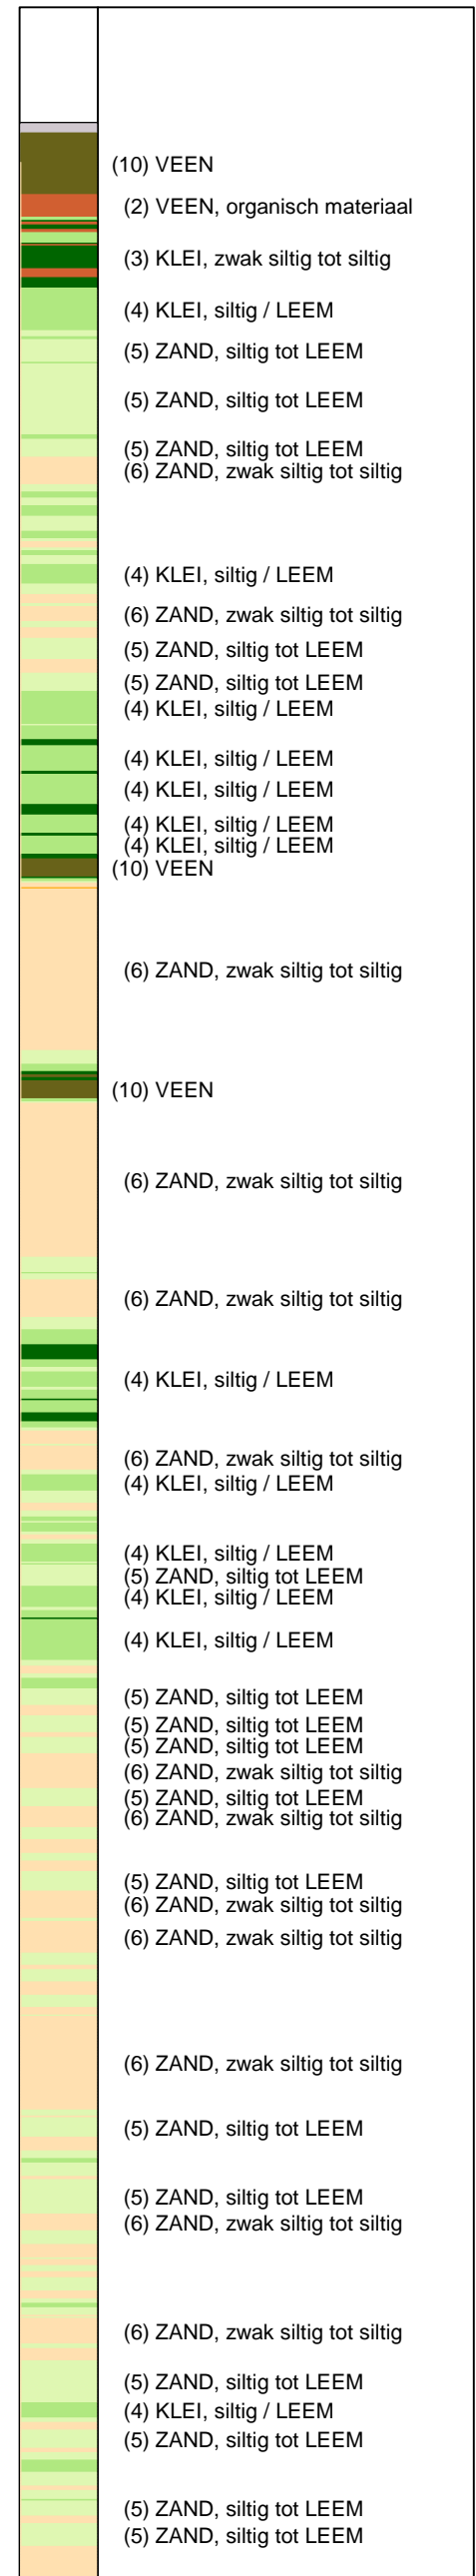 (10) VEEN
(2) VEEN, organisch materiaal
(3) KLEI, zwak siltig tot siltig
(4) KLEI, siltig / LEEM
(5) ZAND, siltig tot LEEM
(5) ZAND, siltig tot LEEM
(5) ZAND, siltig tot LEEM
(6) ZAND, zwak siltig tot siltig
(4) KLEI, siltig / LEEM
(6) ZAND, zwak siltig tot siltig
(5) ZAND, siltig tot LEEM
(5) ZAND, siltig tot LEEM
(4) KLEI, siltig / LEEM
(4) KLEI, siltig / LEEM
(4) KLEI, siltig / LEEM
(4) KLEI, siltig / LEEM
(4) KLEI, siltig / LEEM
(10) VEEN
(6) ZAND, zwak siltig tot siltig
(10) VEEN
(6) ZAND, zwak siltig tot siltig
(6) ZAND, zwak siltig tot siltig
(4) KLEI, siltig / LEEM
(6) ZAND, zwak siltig tot siltig
(4) KLEI, siltig / LEEM
(4) KLEI, siltig / LEEM
(5) ZAND, siltig tot LEEM
(4) KLEI, siltig / LEEM
(4) KLEI, siltig / LEEM
(5) ZAND, siltig tot LEEM
(5) ZAND, siltig tot LEEM
(5) ZAND, siltig tot LEEM
(6) ZAND, zwak siltig tot siltig
(5) ZAND, siltig tot LEEM
(6) ZAND, zwak siltig tot siltig
(5) ZAND, siltig tot LEEM
(6) ZAND, zwak siltig tot siltig
(6) ZAND, zwak siltig tot siltig
(6) ZAND, zwak siltig tot siltig
(5) ZAND, siltig tot LEEM
(5) ZAND, siltig tot LEEM
(6) ZAND, zwak siltig tot siltig
(6) ZAND, zwak siltig tot siltig
(5) ZAND, siltig tot LEEM
(4) KLEI, siltig / LEEM
(5) ZAND, siltig tot LEEM
(5) ZAND, siltig tot LEEM
(5) ZAND, siltig tot LEEM